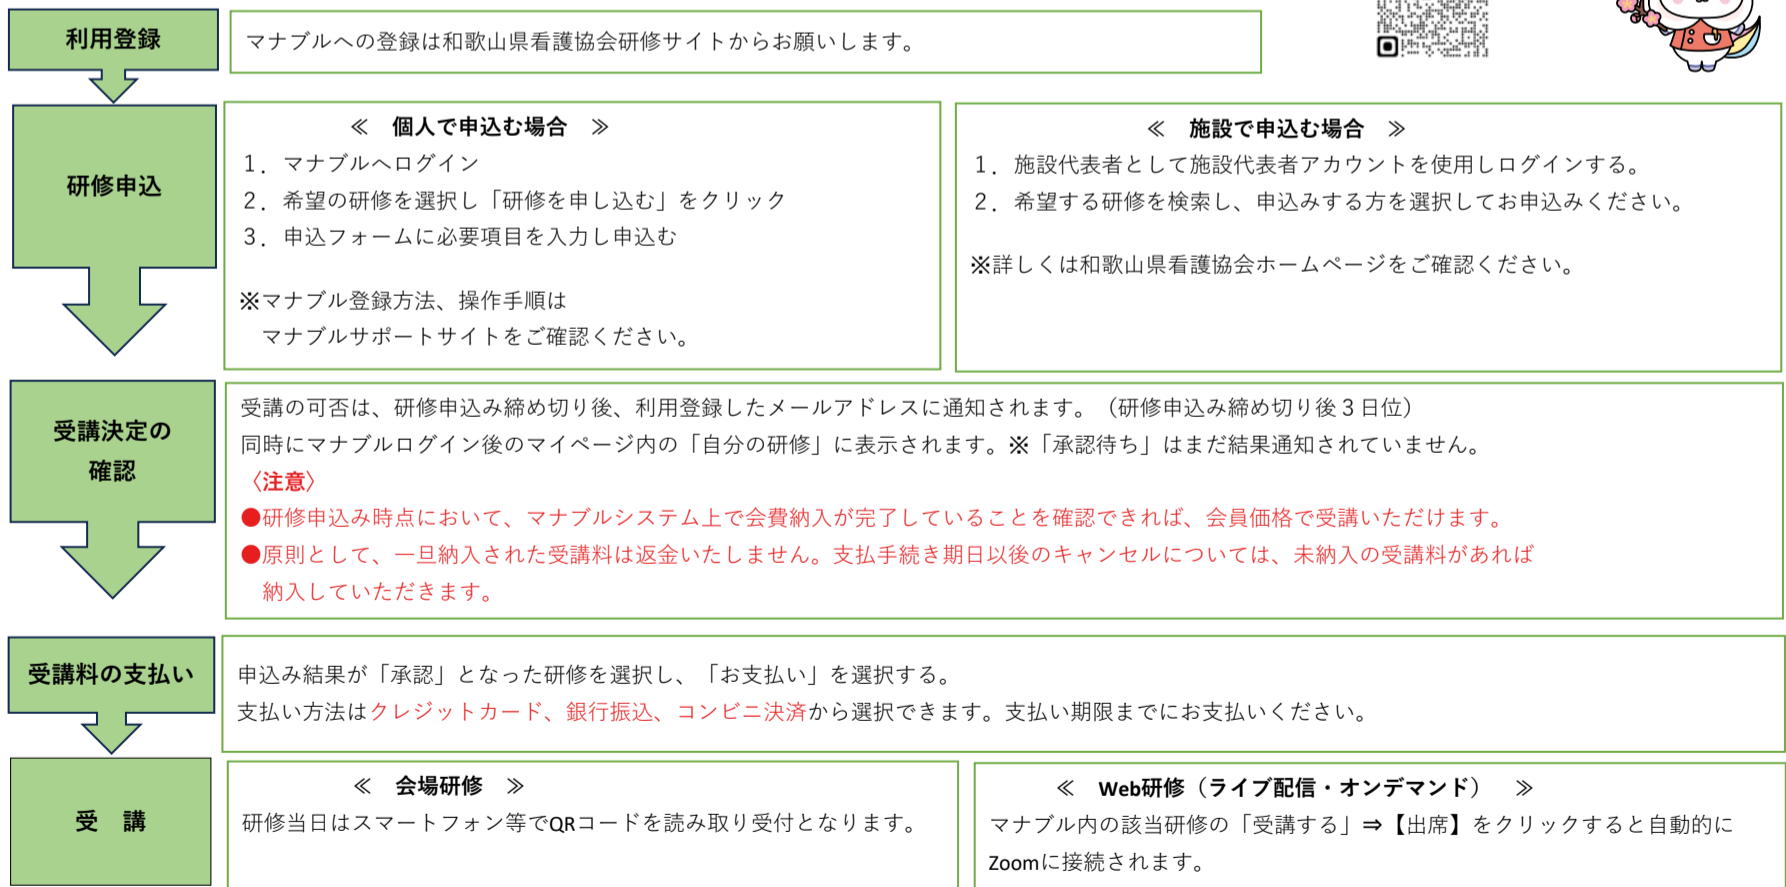 利用登録
マナブルへの登録は和歌山県看護協会研修サイトからお願いします。
研修申込
≪　個人で申込む場合　≫
１．マナブルへログイン
２．希望の研修を選択し「研修を申し込む」をクリック
３．申込フォームに必要項目を入力し申込む
※マナブル登録方法、操作手順は
マナブルサポートサイトをご確認ください。
≪　施設で申込む場合　≫
１．施設代表者として施設代表者アカウントを使用しログインする。
２．希望する研修を検索し、申込みする方を選択してお申込みください。
※詳しくは和歌山県看護協会ホームページをご確認ください。
受講決定の
確認
受講の可否は、研修申込み締め切り後、利用登録したメールアドレスに通知されます。（研修申込み締め切り後３日位）
同時にマナブルログイン後のマイページ内の「自分の研修」に表示されます。※「承認待ち」はまだ結果通知されていません。
〈注意〉
●研修申込み時点において、マナブルシステム上で会費納入が完了していることを確認できれば、会員価格で受講いただけます。
●原則として、一旦納入された受講料は返金いたしません。支払手続き期日以後のキャンセルについては、未納入の受講料があれば
納入していただきます。
受講料の支払い
申込み結果が「承認」となった研修を選択し、「お支払い」を選択する。
支払い方法はクレジットカード、銀行振込、コンビニ決済から選択できます。支払い期限までにお支払いください。
受　講
≪　会場研修　≫
研修当日はスマートフォン等でQRコードを読み取り受付となります。
≪　Web研修（ライブ配信・オンデマンド）　≫
マナブル内の該当研修の「受講する」⇒【出席】をクリックすると自動的に
Zoomに接続されます。